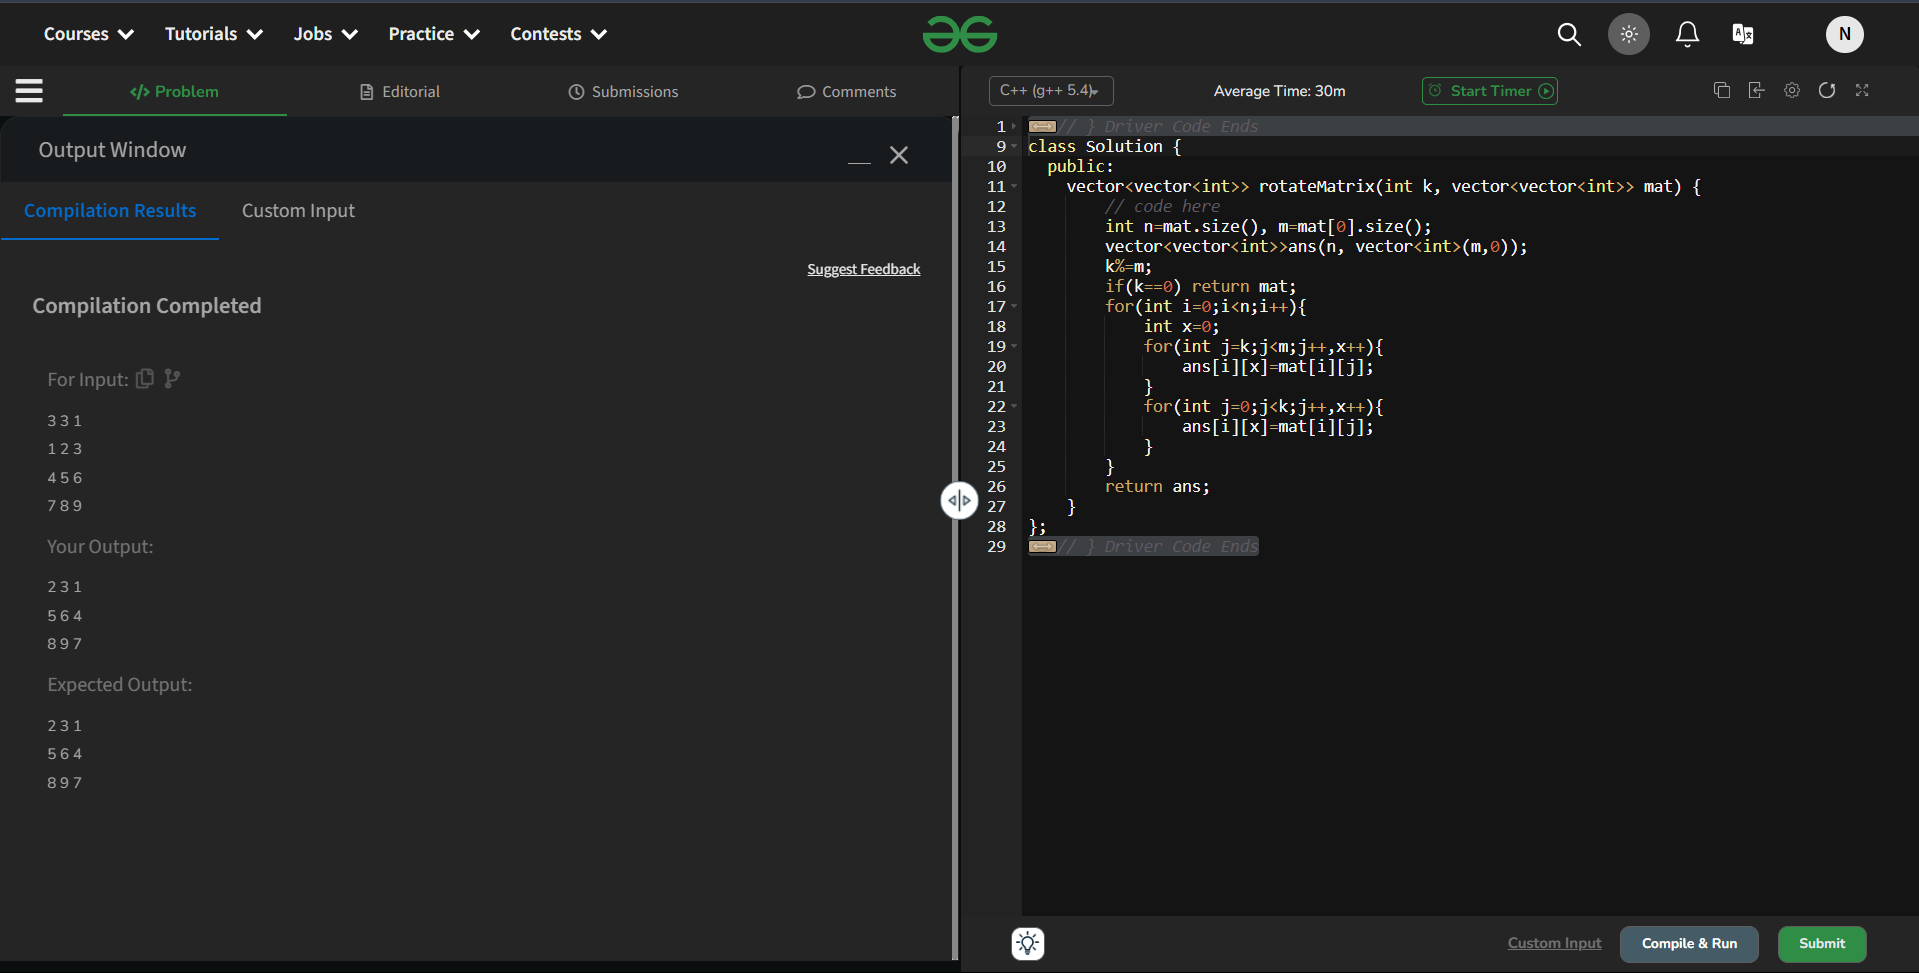 Courses Tutorials Jobs Practice Contests N
</> Problem Editorial Submissions Comments
Output Window
Compilation Results Custom Input
Suggest Feedback
Compilation Completed
For Input:
3 3 1
1 2 3
4 5 6
7 8 9
Your Output:
2 3 1
5 6 4
8 9 7
Expected Output:
2 3 1
5 6 4
8 9 7
C++ (g++ 5.4) Average Time: 30m Start Timer
1 // } Driver Code Ends
9 class Solution {
10 public:
11 vector<vector<int>> rotateMatrix(int k, vector<vector<int>> mat) {
12 // code here
13 int n=mat.size(), m=mat[0].size();
14 vector<vector<int>>ans(n, vector<int>(m,0));
15 k%=m;
16 if(k==0) return mat;
17 for(int i=0;i<n;i++){
18 int x=0;
19 for(int j=k;j<m;j++,x++){
20 ans[i][x]=mat[i][j];
21 }
22 for(int j=0;j<k;j++,x++){
23 ans[i][x]=mat[i][j];
24 }
25 }
26 return ans;
27 }
28 };
29 // } Driver Code Ends
Custom Input Compile & Run Submit